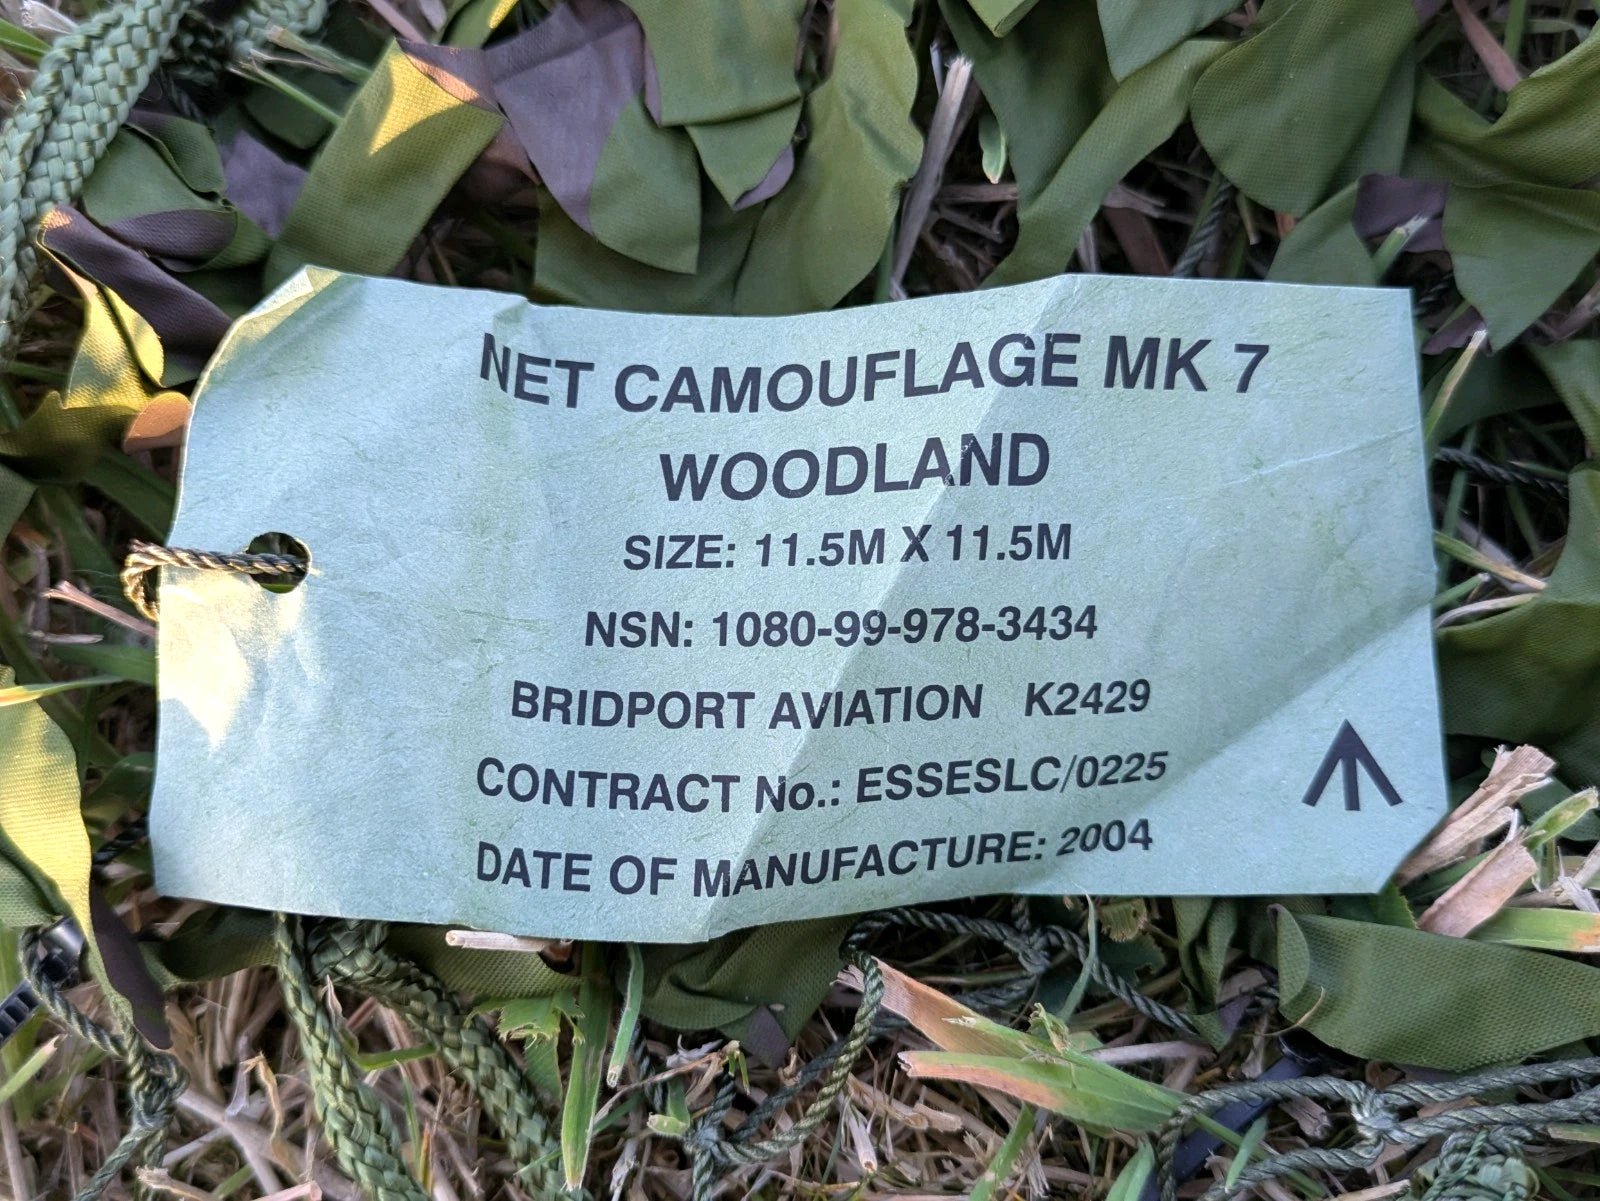 NET CAMOUFLAGE MK 7
WOODLAND
SIZE: 11.5M X 11.5M
NSN: 1080-99-978-3434
BRIDPORT AVIATION K2429
CONTRACT No.: ESSESLC/0225
DATE OF MANUFACTURE: 2004